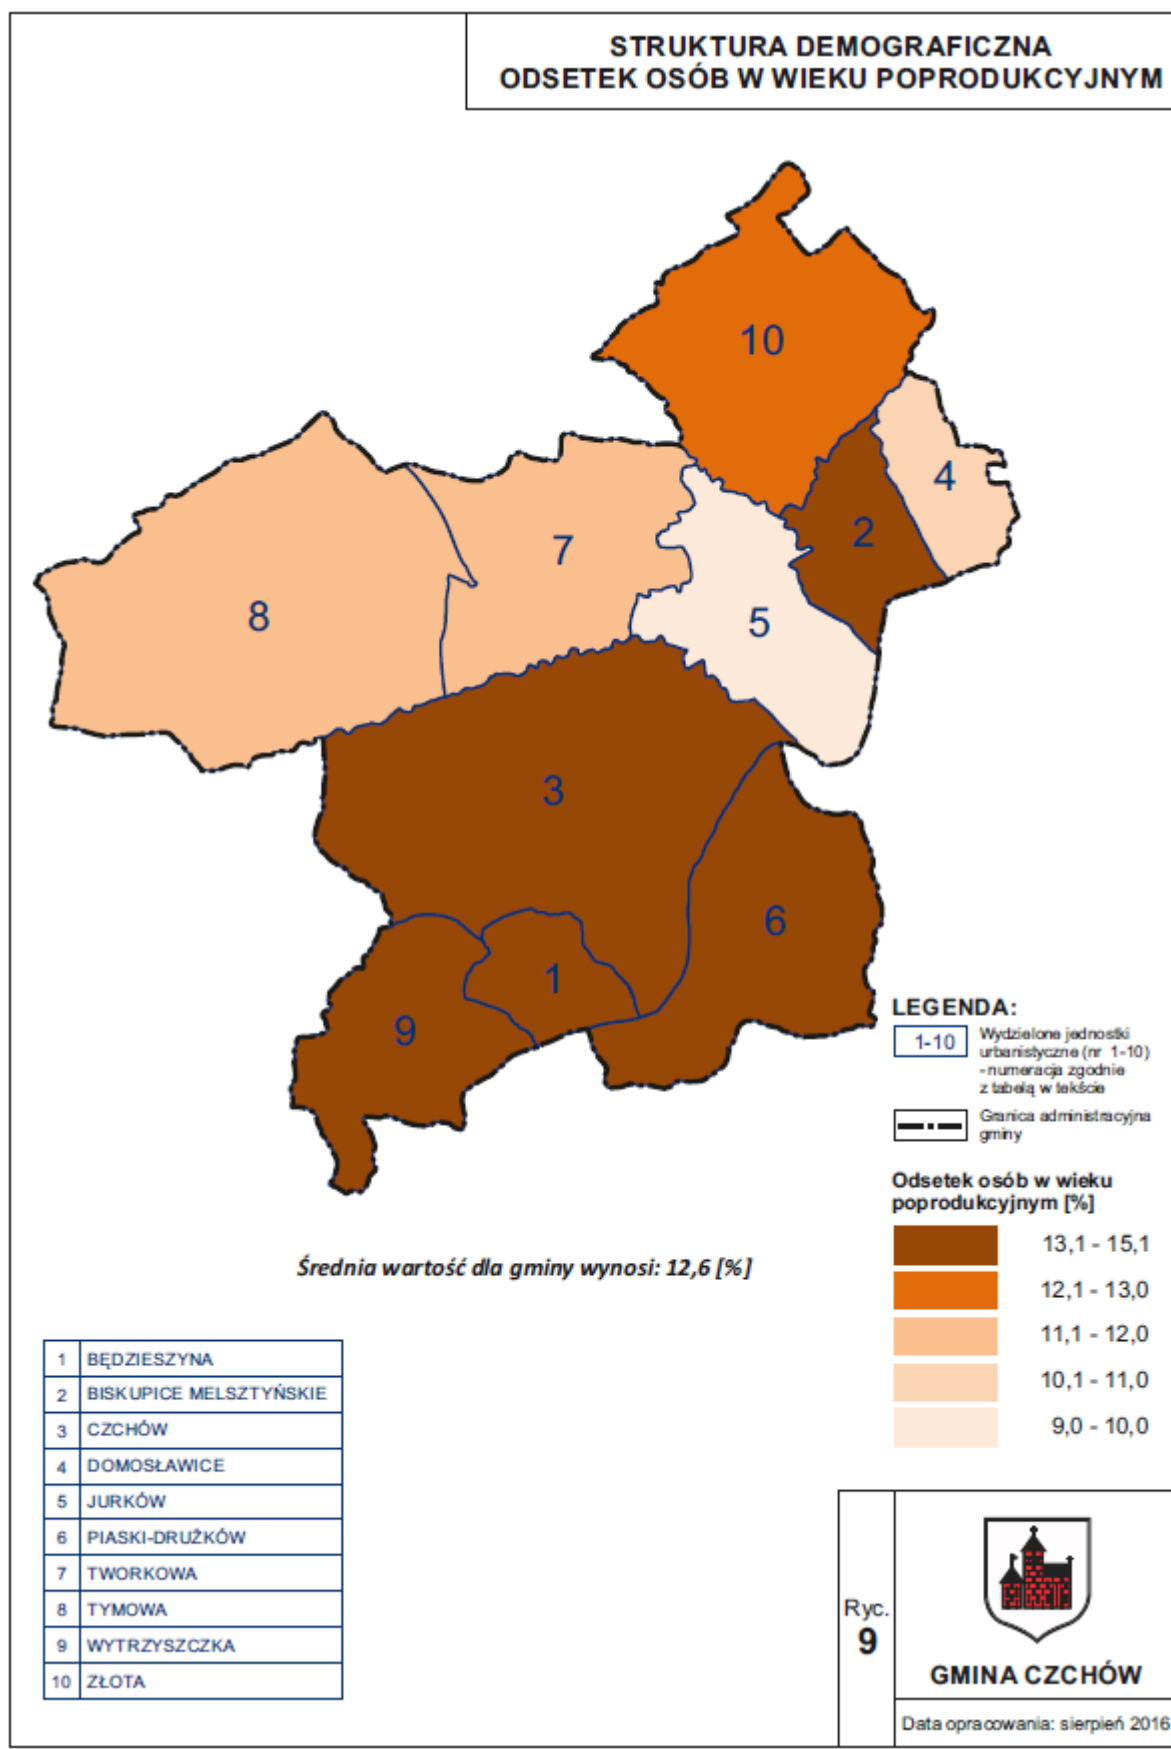 STRUKTURA DEMOGRAFICZNA
ODSETEK OSÓB W WIEKU POPRODUKCYJNYM
10
4
2
7
5
8
3
6
1
9
LEGENDA:
1-10
Wydzielone jednostki
urbanistyczne (nr 1-10)
- numeracja zgodnie
z tabelą w tekście
Granica administracyjna
gminy
Odsetek osób w wieku
poprodukcyjnym [%]
13,1 - 15,1
12,1 - 13,0
11,1 - 12,0
10,1 - 11,0
9,0 - 10,0
Średnia wartość dla gminy wynosi: 12,6 [%]
1 BĘDZIESZYNA
2 BISKUPICE MELSZTYŃSKIE
3 CZCHÓW
4 DOMOSŁAWICE
5 JURKÓW
6 PIASKI-DRUŻKÓW
7 TWORKOWA
8 TYMOWA
9 WYTRZYSZCZKA
10 ZŁOTA
Ryc.
9
GMINA CZCHÓW
Data opracowania: sierpień 2016